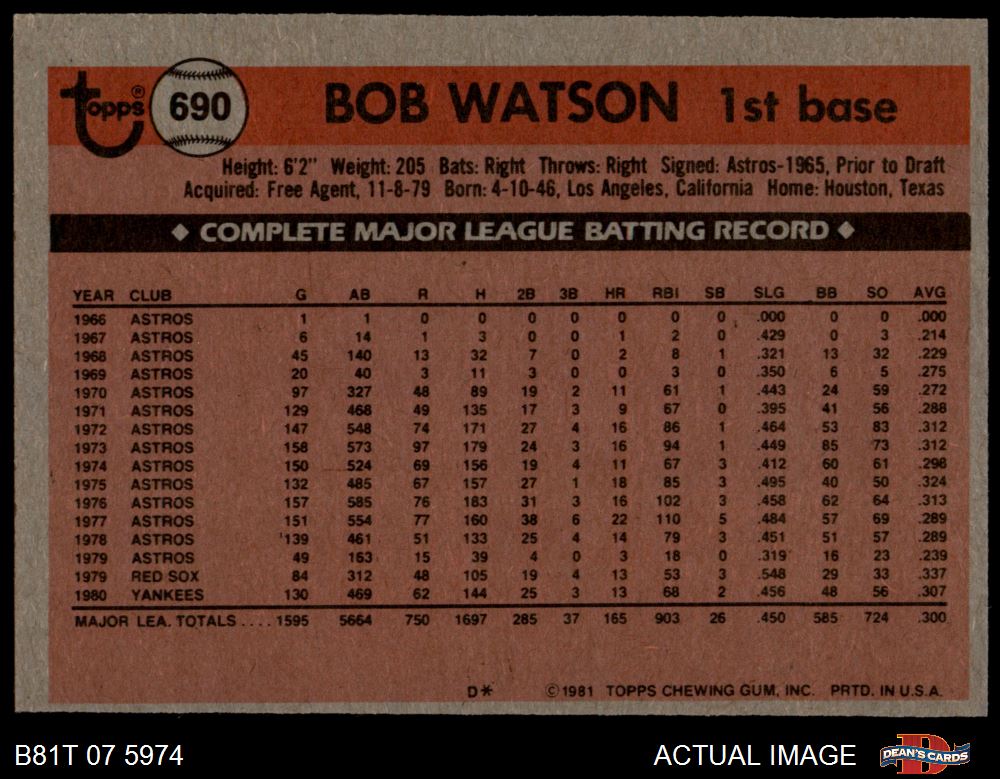 topps®
690
BOB WATSON 1st base
Height: 6'2" Weight: 205 Bats: Right Throws: Right Signed: Astros-1965, Prior to Draft
Acquired: Free Agent, 11-8-79 Born: 4-10-46, Los Angeles, California Home: Houston, Texas
◆ COMPLETE MAJOR LEAGUE BATTING RECORD ◆
YEAR CLUB G AB R H 2B 3B HR RBI SB SLG BB SO AVG
1966 ASTROS 1 1 0 0 0 0 0 0 0 .000 0 0 .000
1967 ASTROS 6 14 1 3 0 0 1 2 0 .429 0 3 .214
1968 ASTROS 45 140 13 32 7 0 2 8 1 .321 13 32 .229
1969 ASTROS 20 40 3 11 3 0 0 3 0 .350 6 5 .275
1970 ASTROS 97 327 48 89 19 2 11 61 1 .443 24 59 .272
1971 ASTROS 129 468 49 135 17 3 9 67 0 .395 41 56 .288
1972 ASTROS 147 548 74 171 27 4 16 86 1 .464 53 83 .312
1973 ASTROS 158 573 97 179 24 3 16 94 1 .449 85 73 .312
1974 ASTROS 150 524 69 156 19 4 11 67 3 .412 60 61 .298
1975 ASTROS 132 485 67 157 27 1 18 85 3 .495 40 50 .324
1976 ASTROS 157 585 76 183 31 3 16 102 3 .458 62 64 .313
1977 ASTROS 151 554 77 160 38 6 22 110 5 .484 57 69 .289
1978 ASTROS 139 461 51 133 25 4 14 79 3 .451 51 57 .289
1979 ASTROS 49 163 15 39 4 0 3 18 0 .319 16 23 .239
1979 RED SOX 84 312 48 105 19 4 13 53 3 .548 29 33 .337
1980 YANKEES 130 469 62 144 25 3 13 68 2 .456 48 56 .307
MAJOR LEA. TOTALS .... 1595 5664 750 1697 285 37 165 903 26 .450 585 724 .300
D* ©1981 TOPPS CHEWING GUM, INC. PRTD. IN U.S.A.
B81T 07 5974 ACTUAL IMAGE DEAN'S CARDS